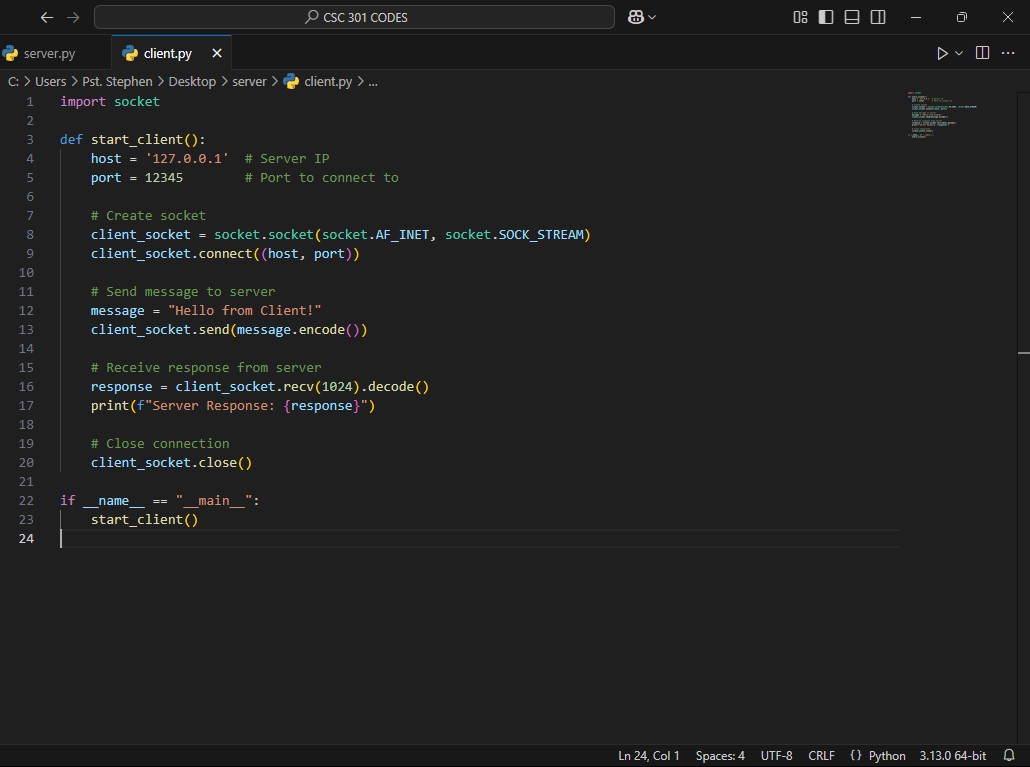 CSC 301 CODES
server.py
client.py
C: > Users > Pst. Stephen > Desktop > server > client.py > ...
1 import socket
2
3 def start_client():
4     host = '127.0.0.1'  # Server IP
5     port = 12345        # Port to connect to
6
7     # Create socket
8     client_socket = socket.socket(socket.AF_INET, socket.SOCK_STREAM)
9     client_socket.connect((host, port))
10
11     # Send message to server
12     message = "Hello from Client!"
13     client_socket.send(message.encode())
14
15     # Receive response from server
16     response = client_socket.recv(1024).decode()
17     print(f"Server Response: {response}")
18
19     # Close connection
20     client_socket.close()
21
22 if __name__ == "__main__":
23     start_client()
24
Ln 24, Col 1 Spaces: 4 UTF-8 CRLF {} Python 3.13.0 64-bit